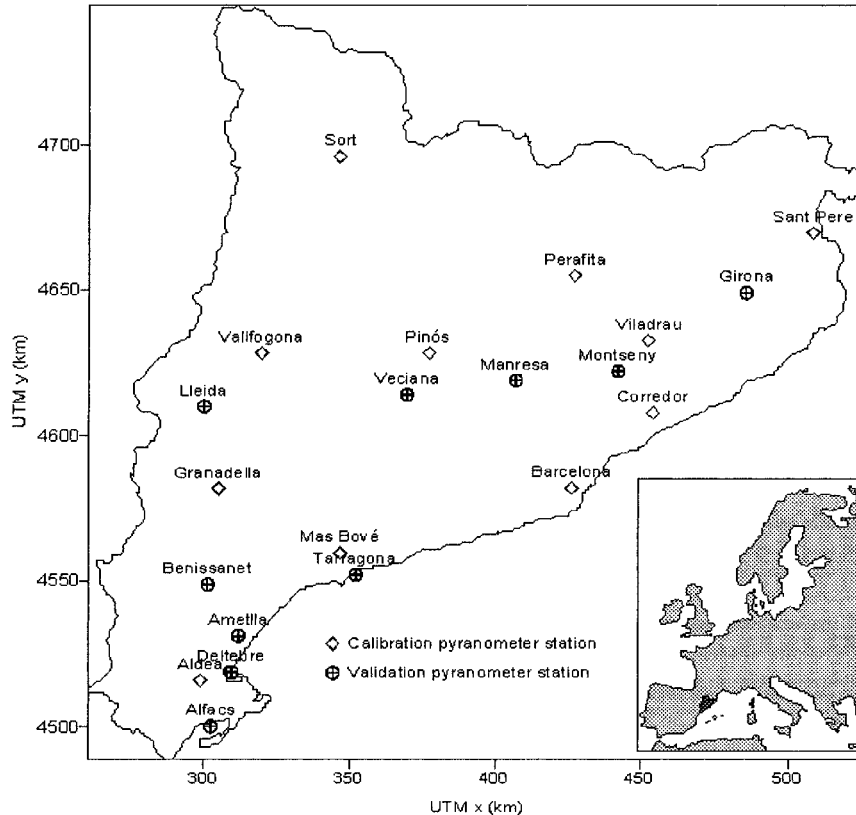 4700
4650
4600
4550
4500
UTM y (km)
Sort
Sant Pere
Perafita
Girona
Viladrau
Vallfogona
Pinós
Montseny
Manresa
Veciana
Lleida
Corredor
Granadella
Barcelona
Mas Bové
Tarragona
Benissanet
Ametlla
Deltebre
Aldea
Alfacs
Calibration pyranometer station
Validation pyranometer station
300
350
400
450
500
UTM x (km)